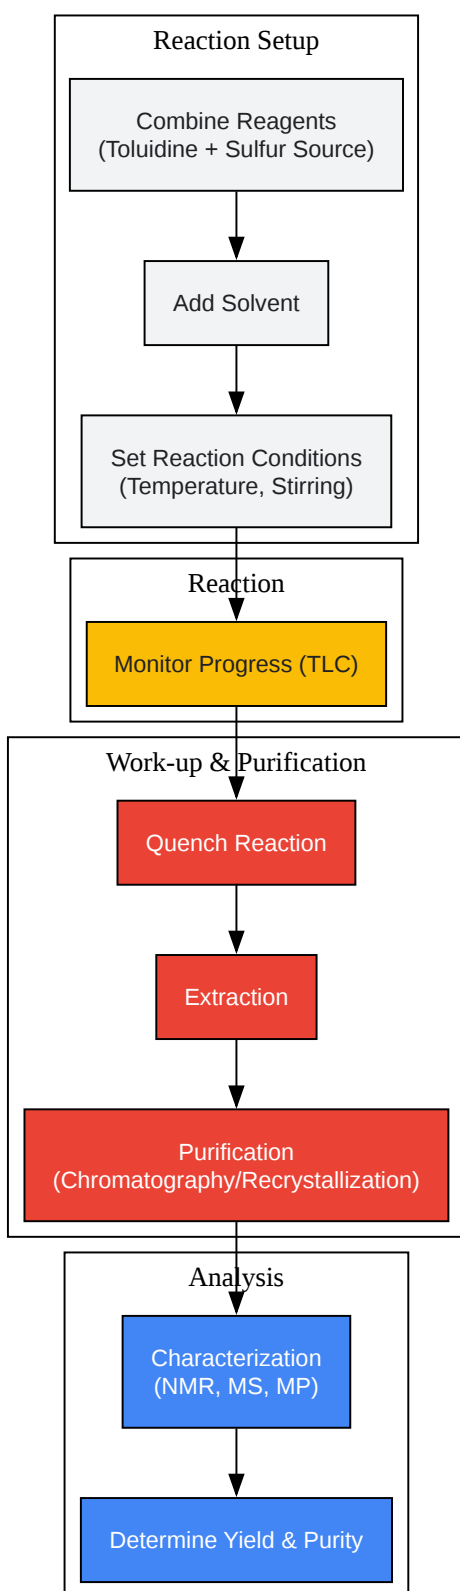 Reaction Setup
Combine Reagents
(Toluidine + Sulfur Source)
Add Solvent
Set Reaction Conditions
(Temperature, Stirring)
Reaction
Monitor Progress (TLC)
Work-up & Purification
Quench Reaction
Extraction
Purification
(Chromatography/Recrystallization)
Analysis
Characterization
(NMR, MS, MP)
Determine Yield & Purity